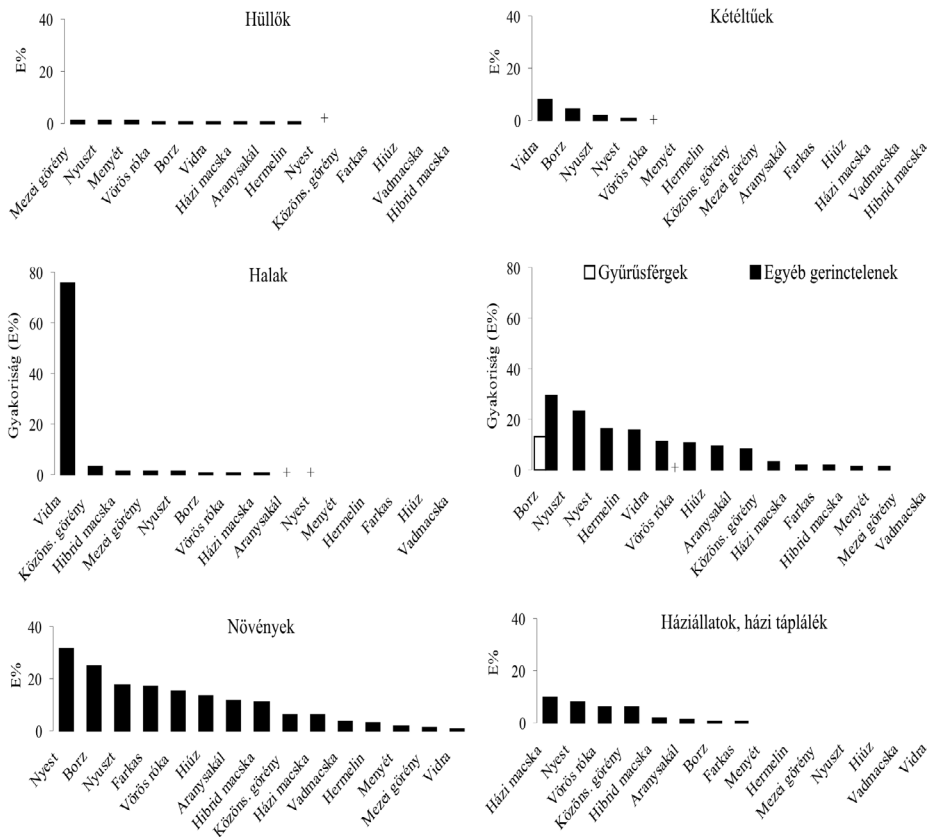 Hüllők
40
20
0
E%
Mezei görény
Nyuszt
Menyét
Vörös róka
Borz
Vidra
Házi macska
Aranysakál
Hermelin
Nyest
Közöns. görény
Farkas
Hiúz
Vadmacska
Hibrid macska
+
Kétéltűek
40
20
0
E%
Vidra
Borz
Nyuszt
Nyest
Vörös róka
Menyét
Hermelin
Közöns. görény
Mezei görény
Aranysakál
Farkas
Hiúz
Házi macska
Vadmacska
Hibrid macska
+
Halak
80
60
40
20
0
Gyakoriság (E%)
Vidra
Közöns. görény
Hibrid macska
Mezei görény
Nyuszt
Borz
Vörös róka
Házi macska
Aranysakál
Nyest
Menyét
Hermelin
Farkas
Hiúz
Vadmacska
+ +
Gyűrűsférgek
Egyéb gerinctelenek
80
60
40
20
0
Gyakoriság (E%)
Borz
Nyuszt
Nyest
Hermelin
Vidra
Vörös róka
Hiúz
Aranysakál
Közöns. görény
Házi macska
Farkas
Hibrid macska
Menyét
Mezei görény
Vadmacska
+
Növények
40
20
0
E%
Nyest
Borz
Nyuszt
Farkas
Vörös róka
Hiúz
Aranysakál
Hibrid macska
Közöns. görény
Házi macska
Vadmacska
Hermelin
Menyét
Mezei görény
Vidra
Háziállatok, házi táplálék
40
20
0
E%
Házi macska
Nyest
Vörös róka
Közöns. görény
Hibrid macska
Aranysakál
Borz
Farkas
Menyét
Hermelin
Mezei görény
Nyuszt
Hiúz
Vadmacska
Vidra